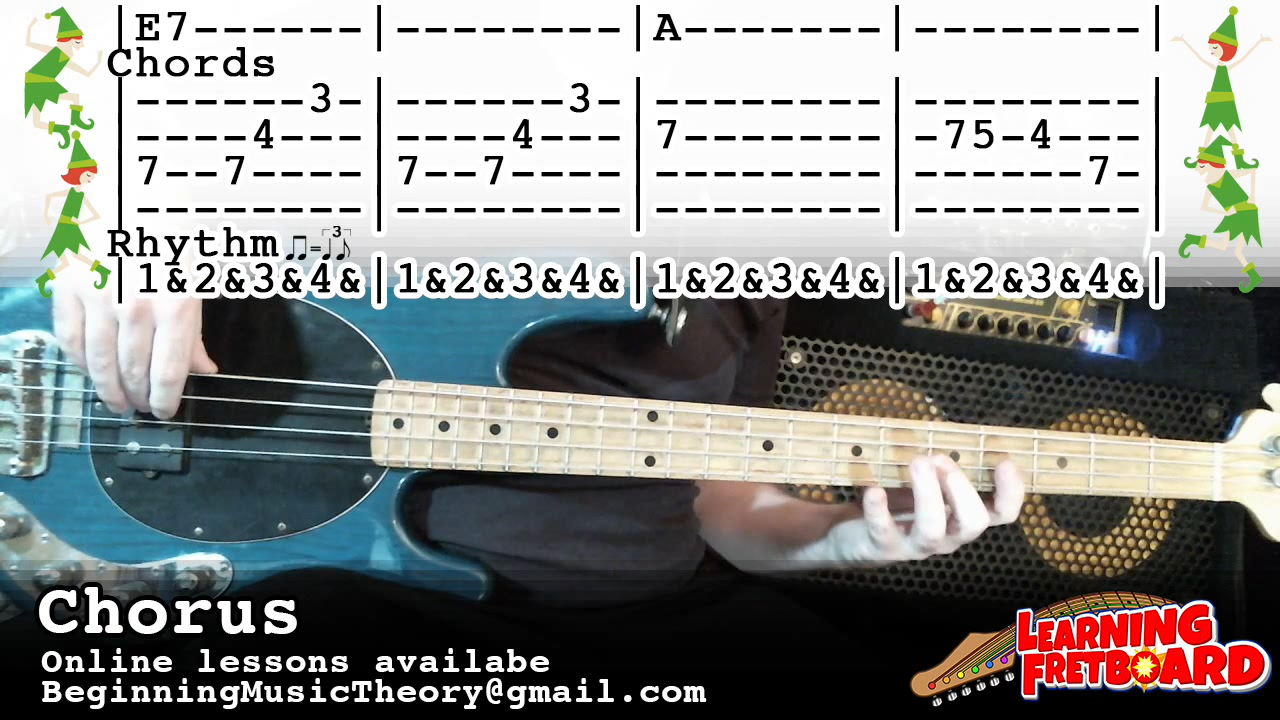 |E7------|--------|A-------|--------|
Chords
|------3-|------3-|--------|--------|
|----4---|----4---|7-------|-75-4---|
|7--7----|7--7----|--------|------7-|
|--------|--------|--------|--------|
Rhythm♫=♩♪ 3
|1&2&3&4&|1&2&3&4&|1&2&3&4&|1&2&3&4&|
Chorus
Online lessons availabe
BeginningMusicTheory@gmail.com
LEARNING
FRETBOARD